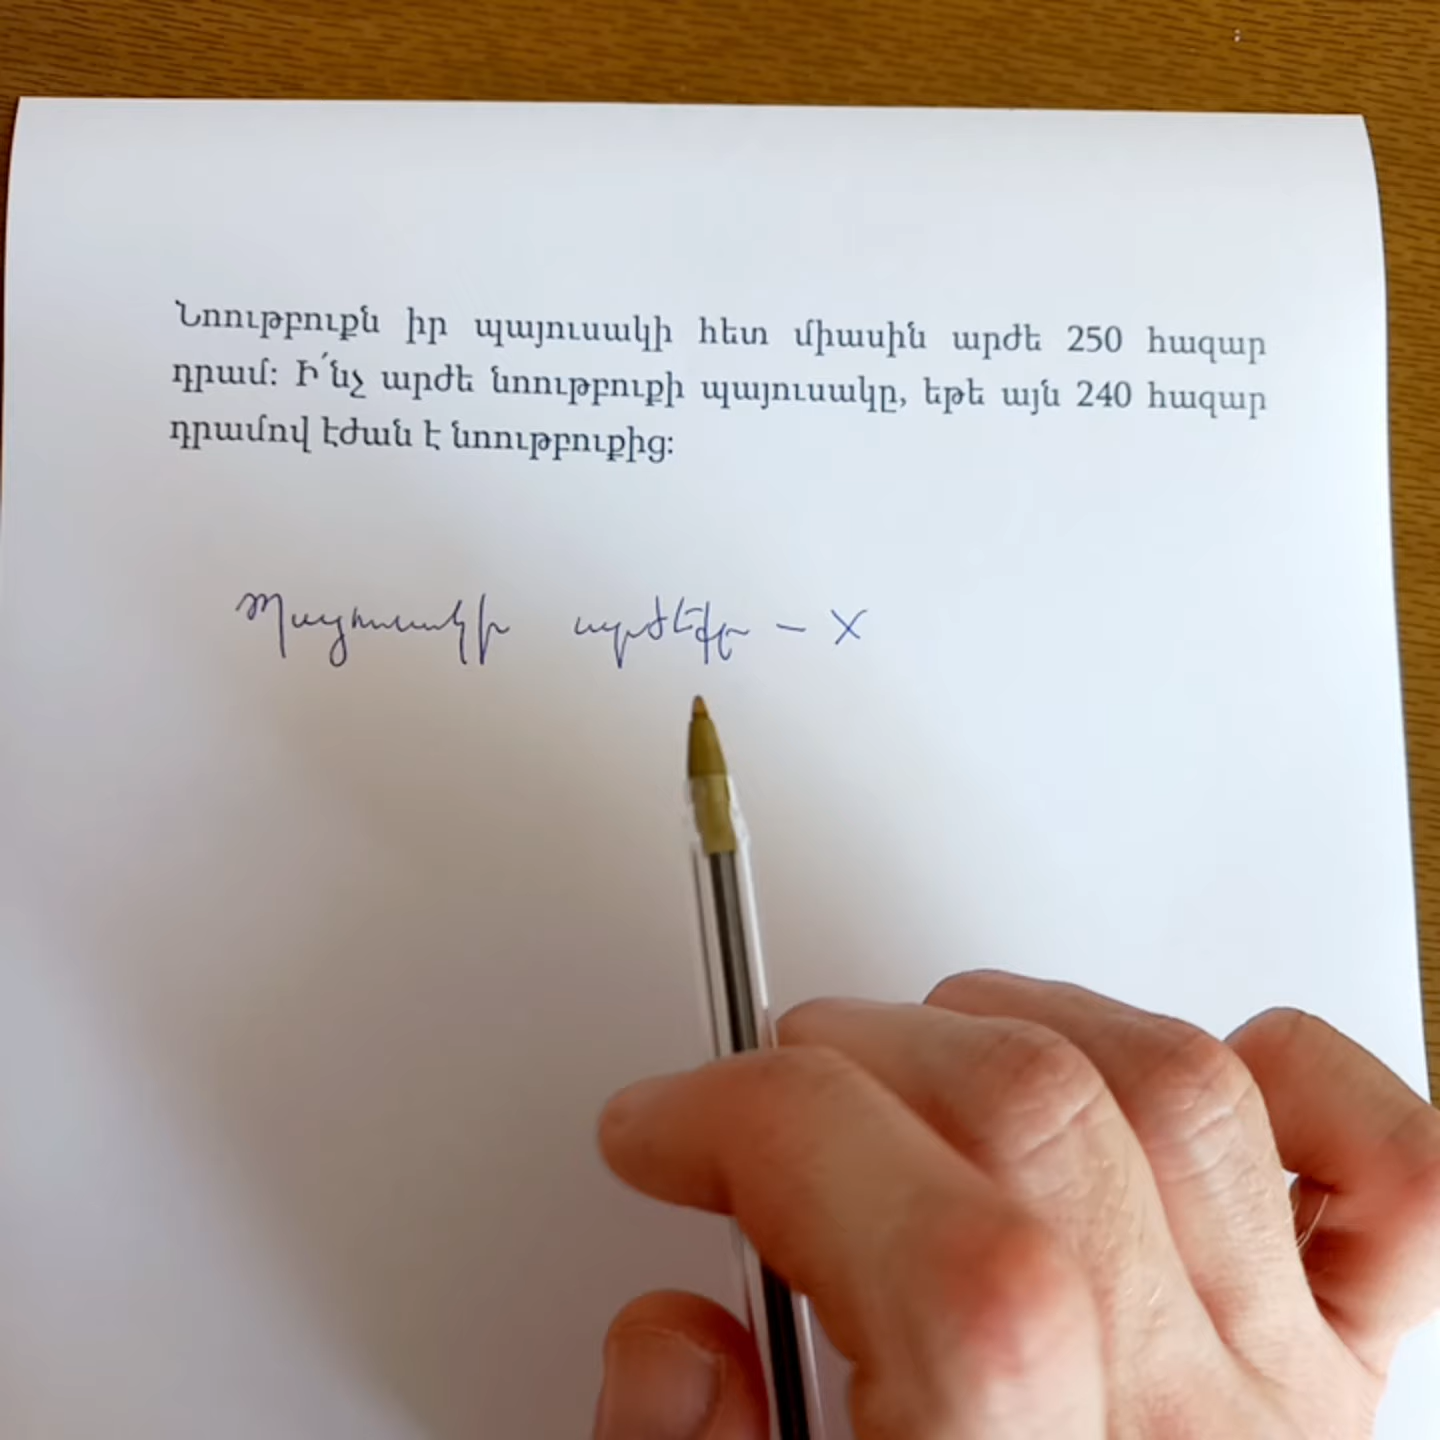 Նոութբուքն իր պայուսակի հետ միասին արժե 250 հազար
դրամ: Ի՛նչ արժե նոութբուքի պայուսակը, եթե այն 240 հազար
դրամով էժան է նոութբուքից:
Պայուսակի արժեքը – X